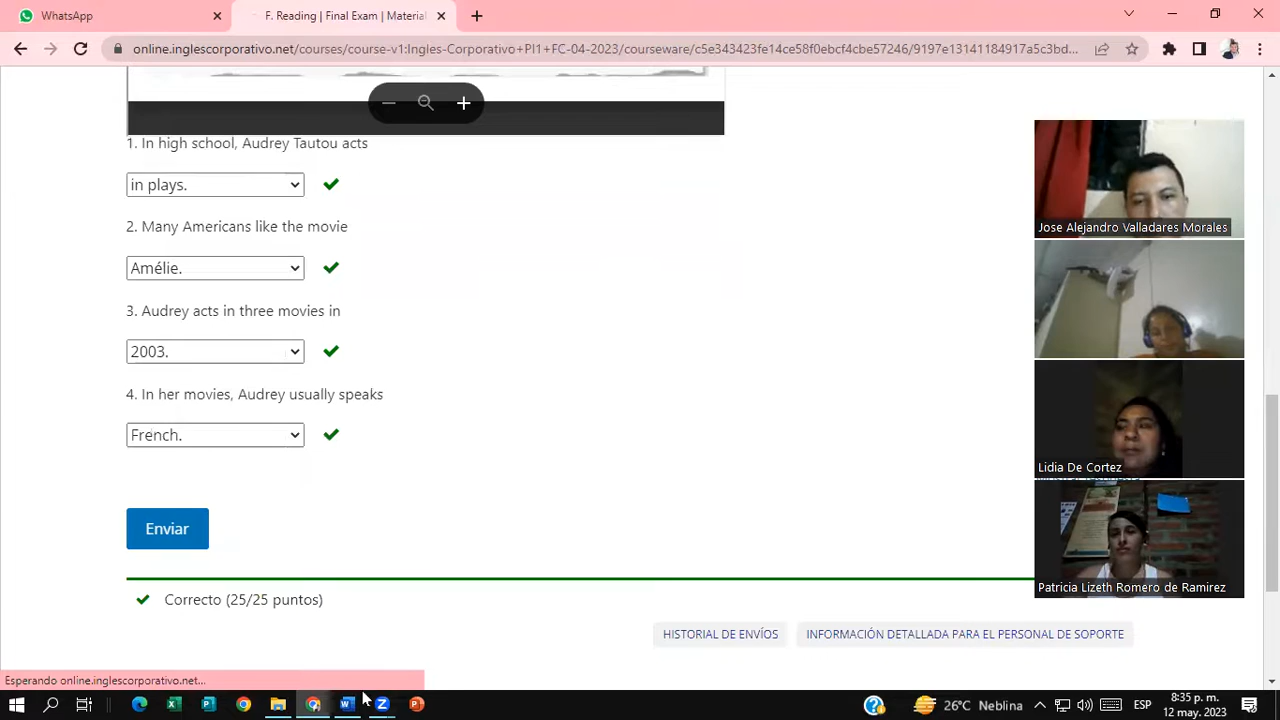 WhatsApp
F. Reading | Final Exam | Material
online.inglescorporativo.net/courses/course-v1:Ingles-Corporativo+PI1+FC-04-2023/courseware/c5e343423fe14ce58f0ebcf4cbe57246/9197e13141184917a5c3bd...
1. In high school, Audrey Tautou acts
in plays.
2. Many Americans like the movie
Amélie.
3. Audrey acts in three movies in
2003.
4. In her movies, Audrey usually speaks
French.
Enviar
Correcto (25/25 puntos)
HISTORIAL DE ENVÍOS
INFORMACIÓN DETALLADA PARA EL PERSONAL DE SOPORTE
Jose Alejandro Valladares Morales
Lidia De Cortez
Patricia Lizeth Romero de Ramirez
Esperando online.inglescorporativo.net...
26°C Neblina
ESP
8:35 p. m.
12 may. 2023